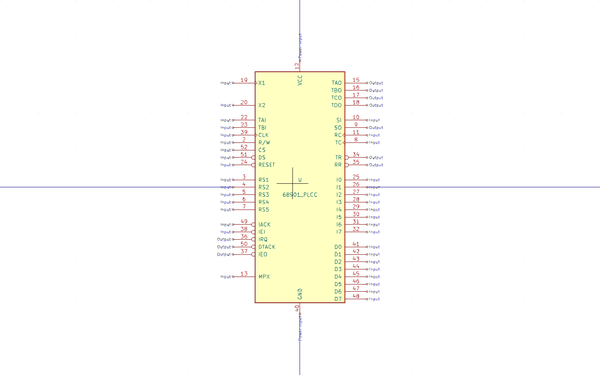 Power input
12
VCC
Input 19 X1 TAO 15 Output
TBO 16 Output
TCO 17 Output
Input 20 X2 TDO 18 Output
Input 22 TAI SI 10 Input
Input 23 TBI SO 9 Output
Input 39 CLK RC 11 Input
Input 2 R/W TC 8 Input
Input 52 CS
Input 51 DS TR 34 Output
Input 24 RESET RR 35 Output
Input 3 RS1 U I0 25 Input
Input 4 RS2 I1 26 Input
Input 5 RS3 68901_PLCC I2 27 Input
Input 6 RS4 I3 28 Input
Input 7 RS5 I4 29 Input
I5 30 Input
Input 49 IACK I6 31 Input
Input 38 IEI I7 32 Input
Output 36 IRQ
Output 50 DTACK D0 41 Input
Output 37 IEO D1 42 Input
D2 43 Input
D3 44 Input
Input 13 MPX D4 45 Input
D5 46 Input
D6 47 Input
D7 48 Input
GND
40
Power input